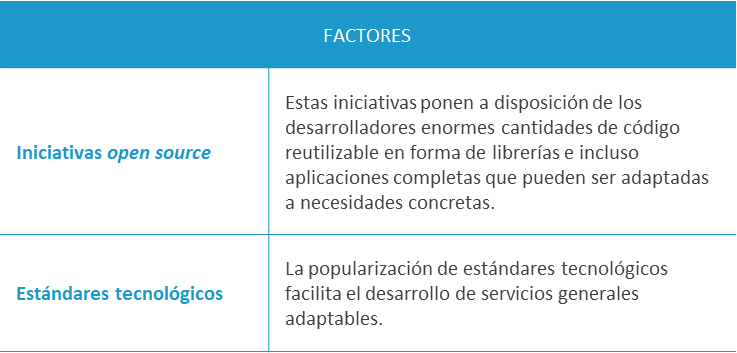 FACTORES
Iniciativas open source
Estas iniciativas ponen a disposición de los
desarrolladores enormes cantidades de código
reutilizable en forma de librerías e incluso
aplicaciones completas que pueden ser adaptadas
a necesidades concretas.
Estándares tecnológicos
La popularización de estándares tecnológicos
facilita el desarrollo de servicios generales
adaptables.